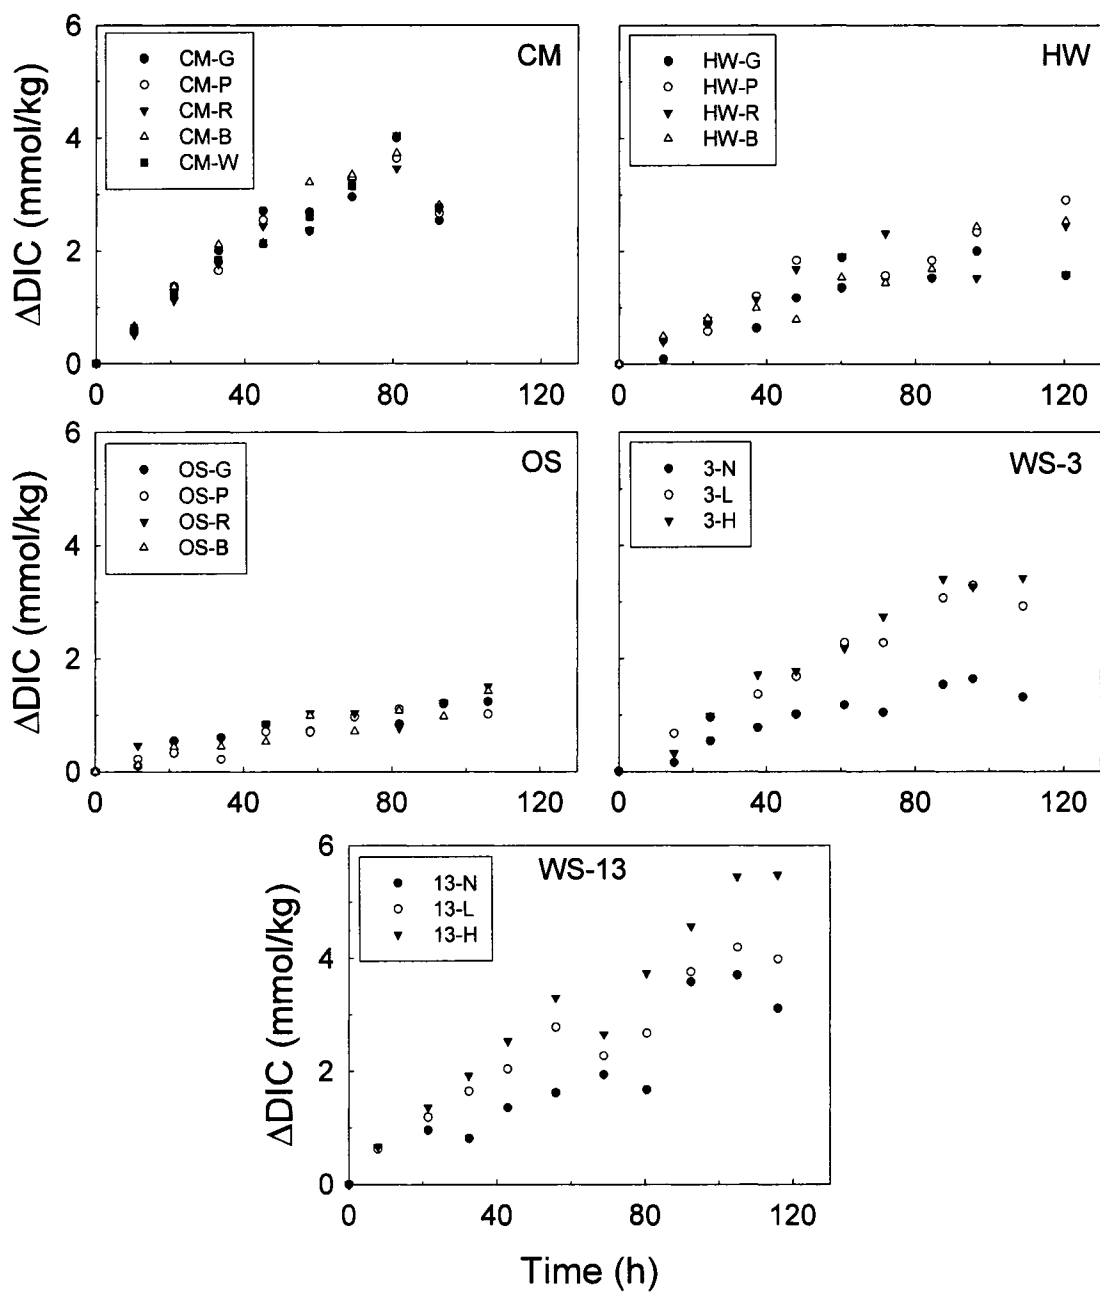 6
4
2
0
ΔDIC (mmol/kg)
CM-G
CM-P
CM-R
CM-B
CM-W
CM
0 40 80 120
HW-G
HW-P
HW-R
HW-B
HW
0 40 80 120
6
4
2
0
ΔDIC (mmol/kg)
OS-G
OS-P
OS-R
OS-B
OS
0 40 80 120
3-N
3-L
3-H
WS-3
0 40 80 120
6
4
2
0
ΔDIC (mmol/kg)
13-N
13-L
13-H
WS-13
0 40 80 120
Time (h)